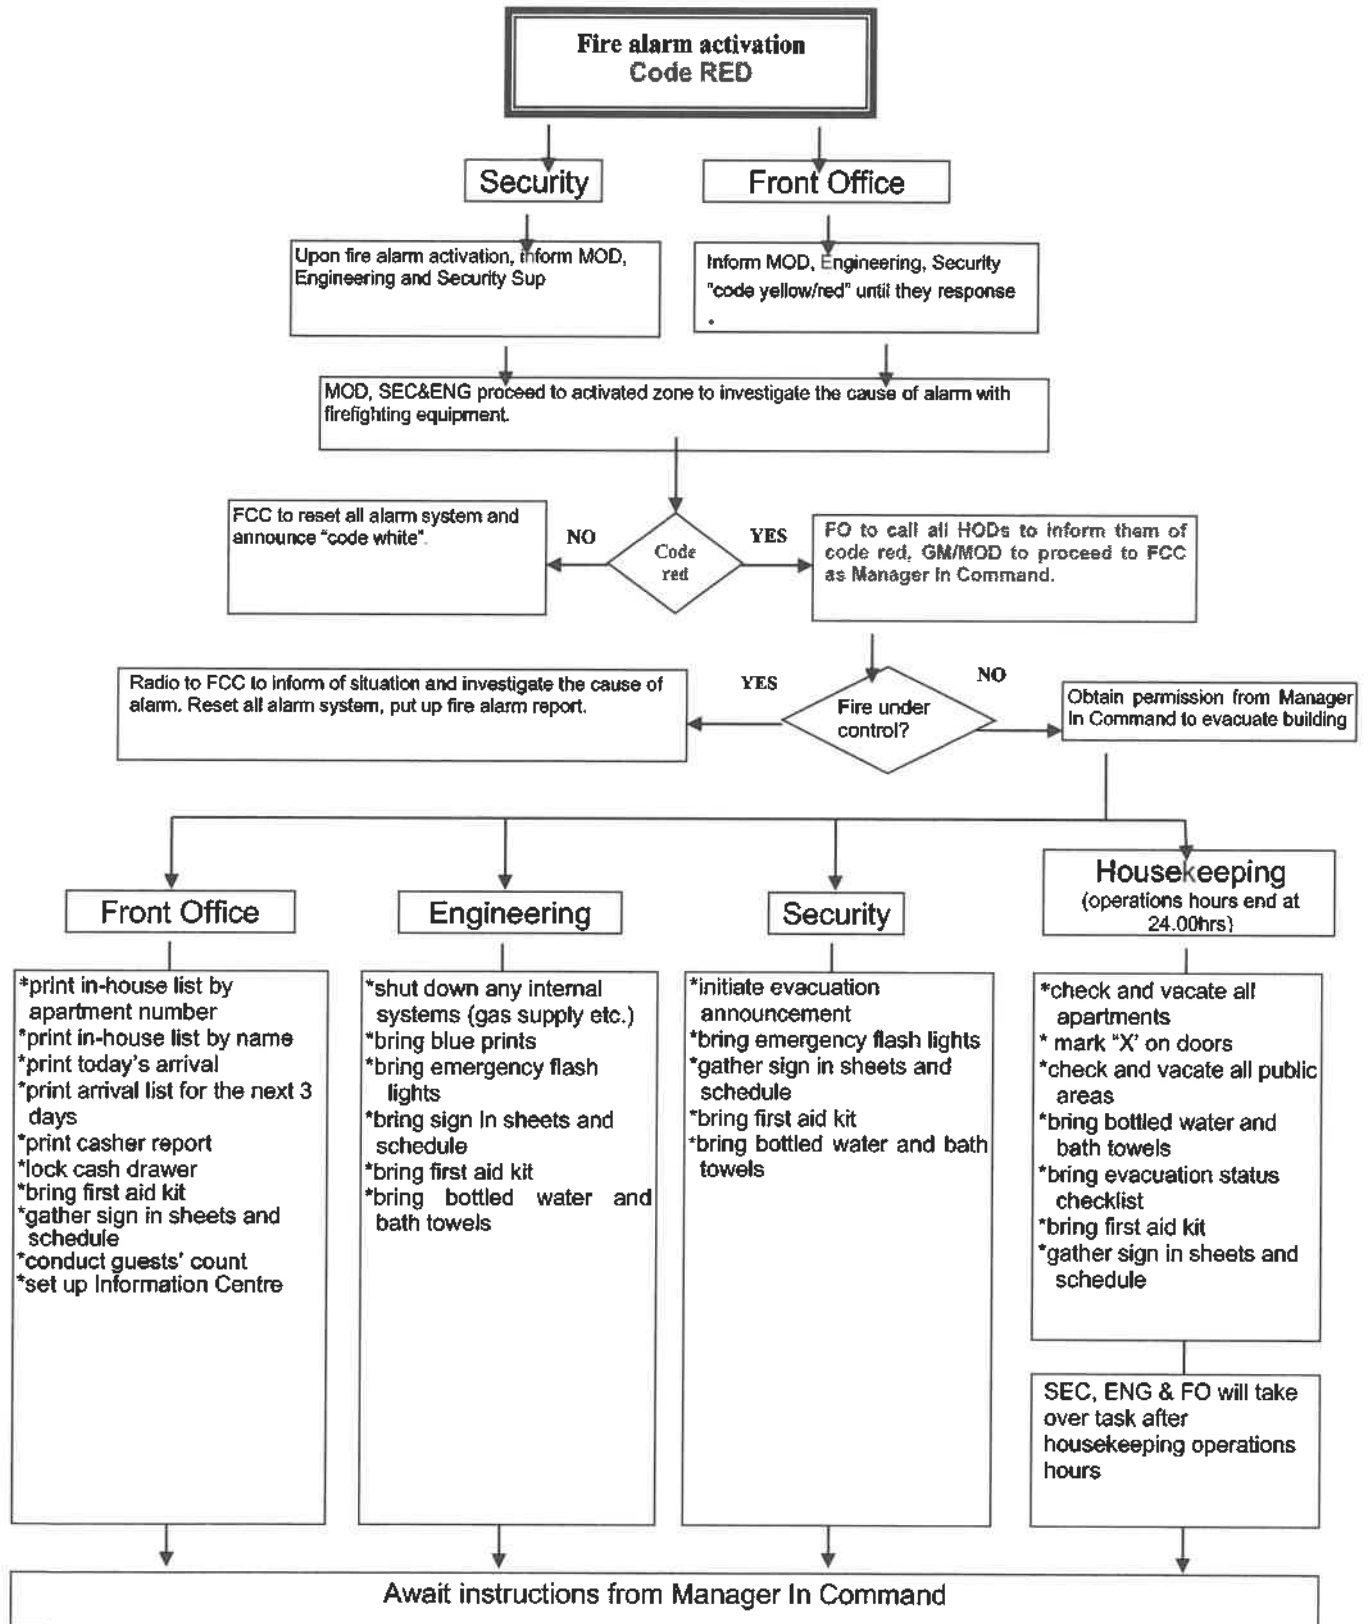 Fire alarm activation
Code RED
Security
Front Office
Upon fire alarm activation, inform MOD,
Engineering and Security Sup
Inform MOD, Engineering, Security
"code yellow/red" until they response
.
MOD, SEC&ENG proceed to activated zone to investigate the cause of alarm with
firefighting equipment.
FCC to reset all alarm system and
announce "code white".
NO
Code
red
YES
FO to call all HODs to inform them of
code red, GM/MOD to proceed to FCC
as Manager In Command.
Radio to FCC to inform of situation and investigate the cause of
alarm. Reset all alarm system, put up fire alarm report.
YES
Fire under
control?
NO
Obtain permission from Manager
In Command to evacuate building
Front Office
Engineering
Security
Housekeeping
(operations hours end at
24.00hrs)
*print in-house list by
apartment number
*print in-house list by name
*print today's arrival
*print arrival list for the next 3
days
*print casher report
*lock cash drawer
*bring first aid kit
*gather sign in sheets and
schedule
*conduct guests' count
*set up Information Centre
*shut down any internal
systems (gas supply etc.)
*bring blue prints
*bring emergency flash
lights
*bring sign In sheets and
schedule
*bring first aid kit
*bring bottled water and
bath towels
*initiate evacuation
announcement
*bring emergency flash lights
*gather sign in sheets and
schedule
*bring first aid kit
*bring bottled water and bath
towels
*check and vacate all
apartments
* mark "X' on doors
*check and vacate all public
areas
*bring bottled water and
bath towels
*bring evacuation status
checklist
*bring first aid kit
*gather sign in sheets and
schedule
SEC, ENG & FO will take
over task after
housekeeping operations
hours
Await instructions from Manager In Command